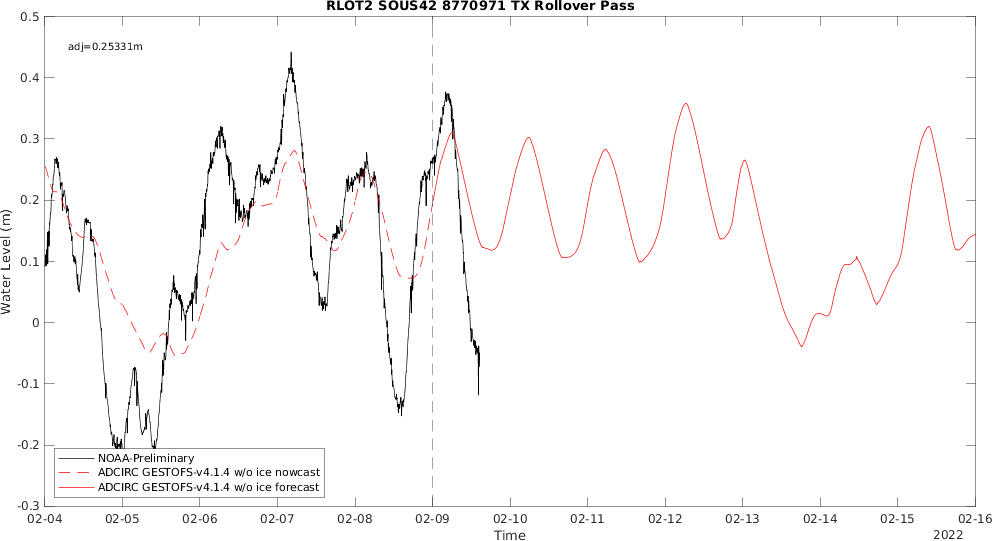 RLOT2 SOUS42 8770971 TX Rollover Pass
adj=0.25331m
0.5
0.4
0.3
0.2
0.1
0
-0.1
-0.2
-0.3
Water Level (m)
NOAA-Preliminary
ADCIRC GESTOFS-v4.1.4 w/o ice nowcast
ADCIRC GESTOFS-v4.1.4 w/o ice forecast
02-04 02-05 02-06 02-07 02-08 02-09 02-10 02-11 02-12 02-13 02-14 02-15 02-16
Time
2022